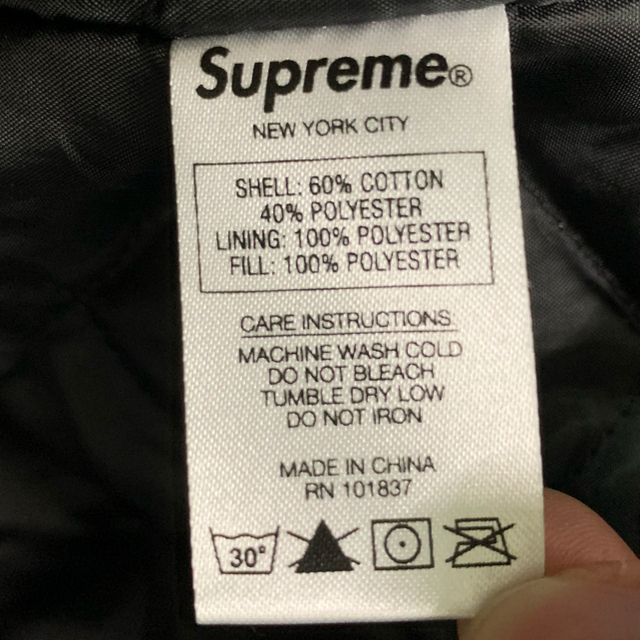 Supreme®
NEW YORK CITY
SHELL: 60% COTTON
40% POLYESTER
LINING: 100% POLYESTER
FILL: 100% POLYESTER
CARE INSTRUCTIONS
MACHINE WASH COLD
DO NOT BLEACH
TUMBLE DRY LOW
DO NOT IRON
MADE IN CHINA
RN 101837
30°